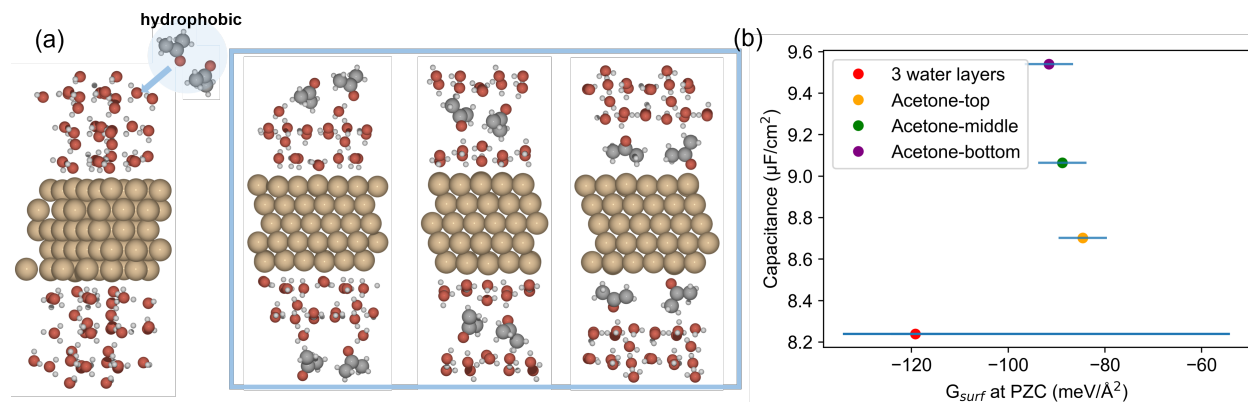 hydrophobic
(a)
(b)
9.6
9.4
9.2
9.0
8.8
8.6
8.4
8.2
Capacitance (μF/cm²)
3 water layers
Acetone-top
Acetone-middle
Acetone-bottom
−120
−100
−80
−60
Gsurf at PZC (meV/Å²)